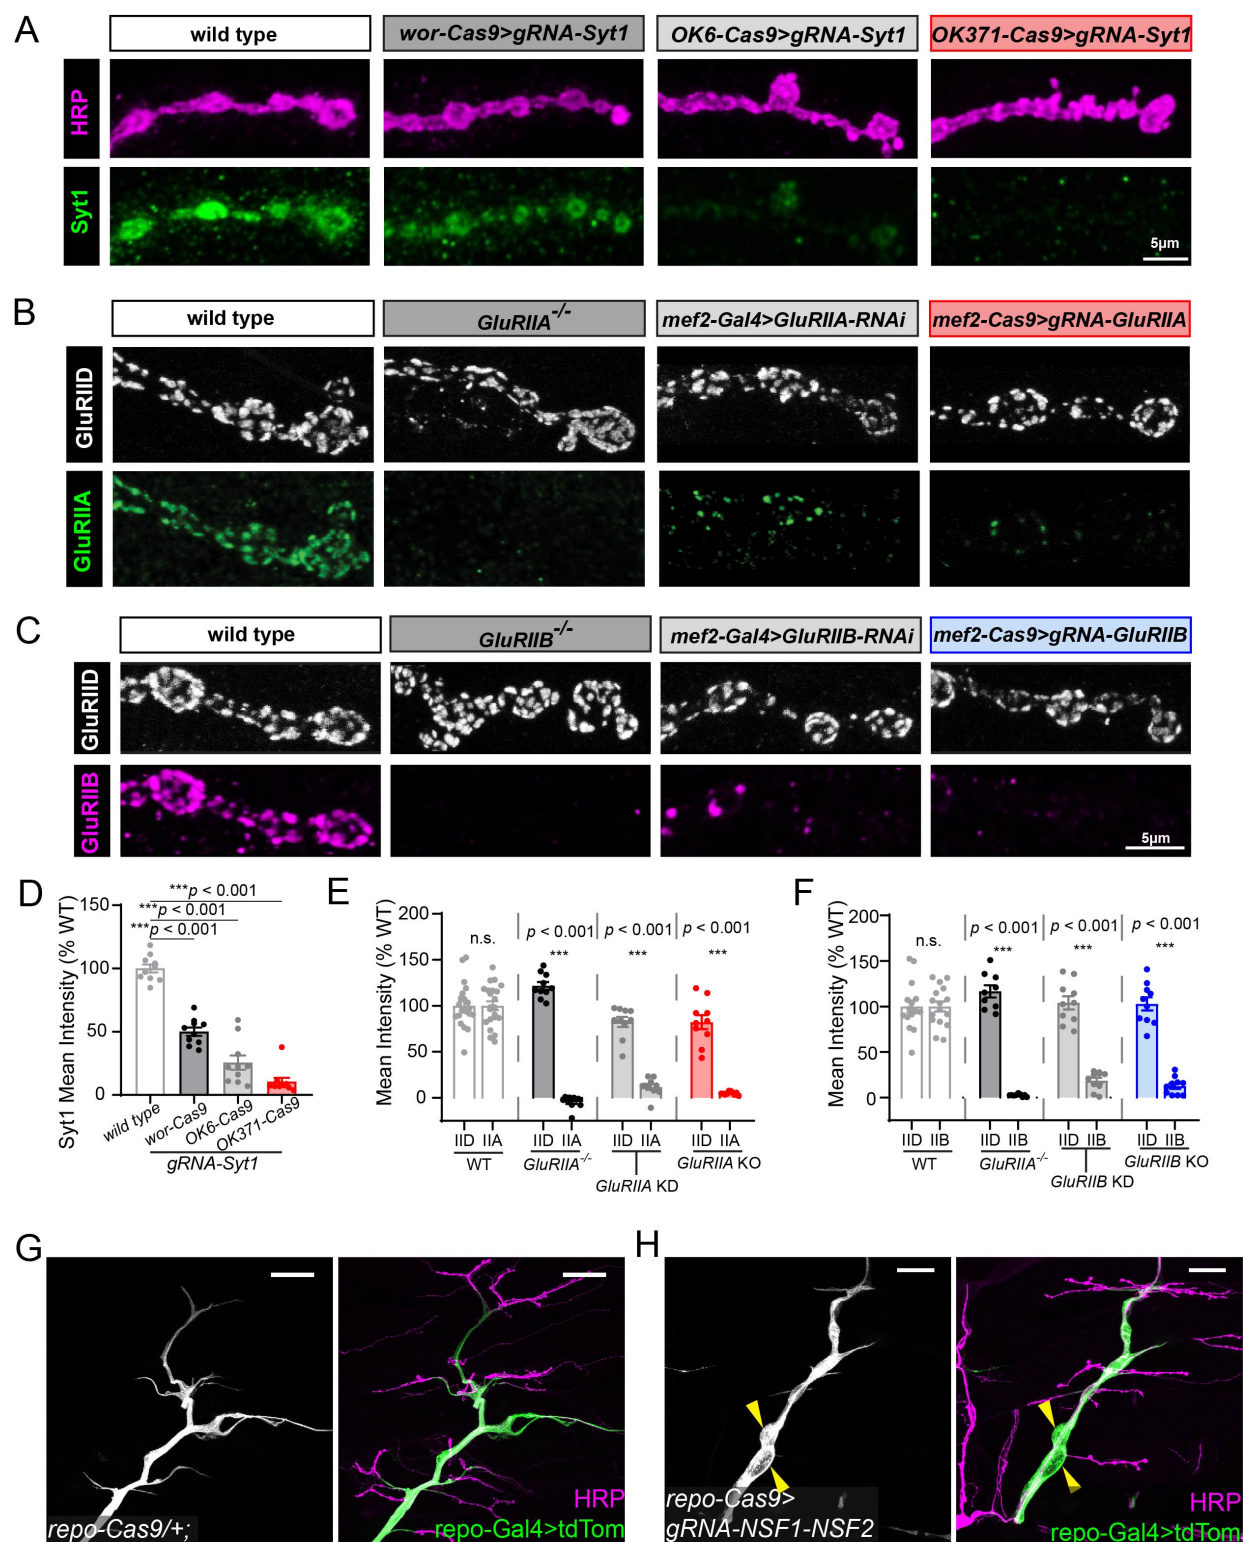 A
wild type
wor-Cas9>gRNA-Syt1
OK6-Cas9>gRNA-Syt1
OK371-Cas9>gRNA-Syt1
HRP
Syt1
5µm
B
wild type
GluRIIA-/-
mef2-Gal4>GluRIIA-RNAi
mef2-Cas9>gRNA-GluRIIA
GluRIID
GluRIIA
C
wild type
GluRIIB-/-
mef2-Gal4>GluRIIB-RNAi
mef2-Cas9>gRNA-GluRIIB
GluRIID
GluRIIB
5µm
D
Syt1 Mean Intensity (% WT)
150
100
50
0
***p < 0.001
***p < 0.001
***p < 0.001
wild type
wor-Cas9
OK6-Cas9
OK371-Cas9
gRNA-Syt1
E
Mean Intensity (% WT)
200
150
100
50
0
n.s.
p < 0.001
***
p < 0.001
***
p < 0.001
***
IID IIA IID IIA IID IIA IID IIA
WT
GluRIIA-/-
GluRIIA KD
GluRIIA KO
F
Mean Intensity (% WT)
200
150
100
50
0
n.s.
p < 0.001
***
p < 0.001
***
p < 0.001
***
IID IIB IID IIB IID IIB IID IIB
WT
GluRIIA-/-
GluRIIB KD
GluRIIB KO
G
repo-Cas9/+;
HRP
repo-Gal4>tdTom
H
repo-Cas9>
gRNA-NSF1-NSF2
HRP
repo-Gal4>tdTom